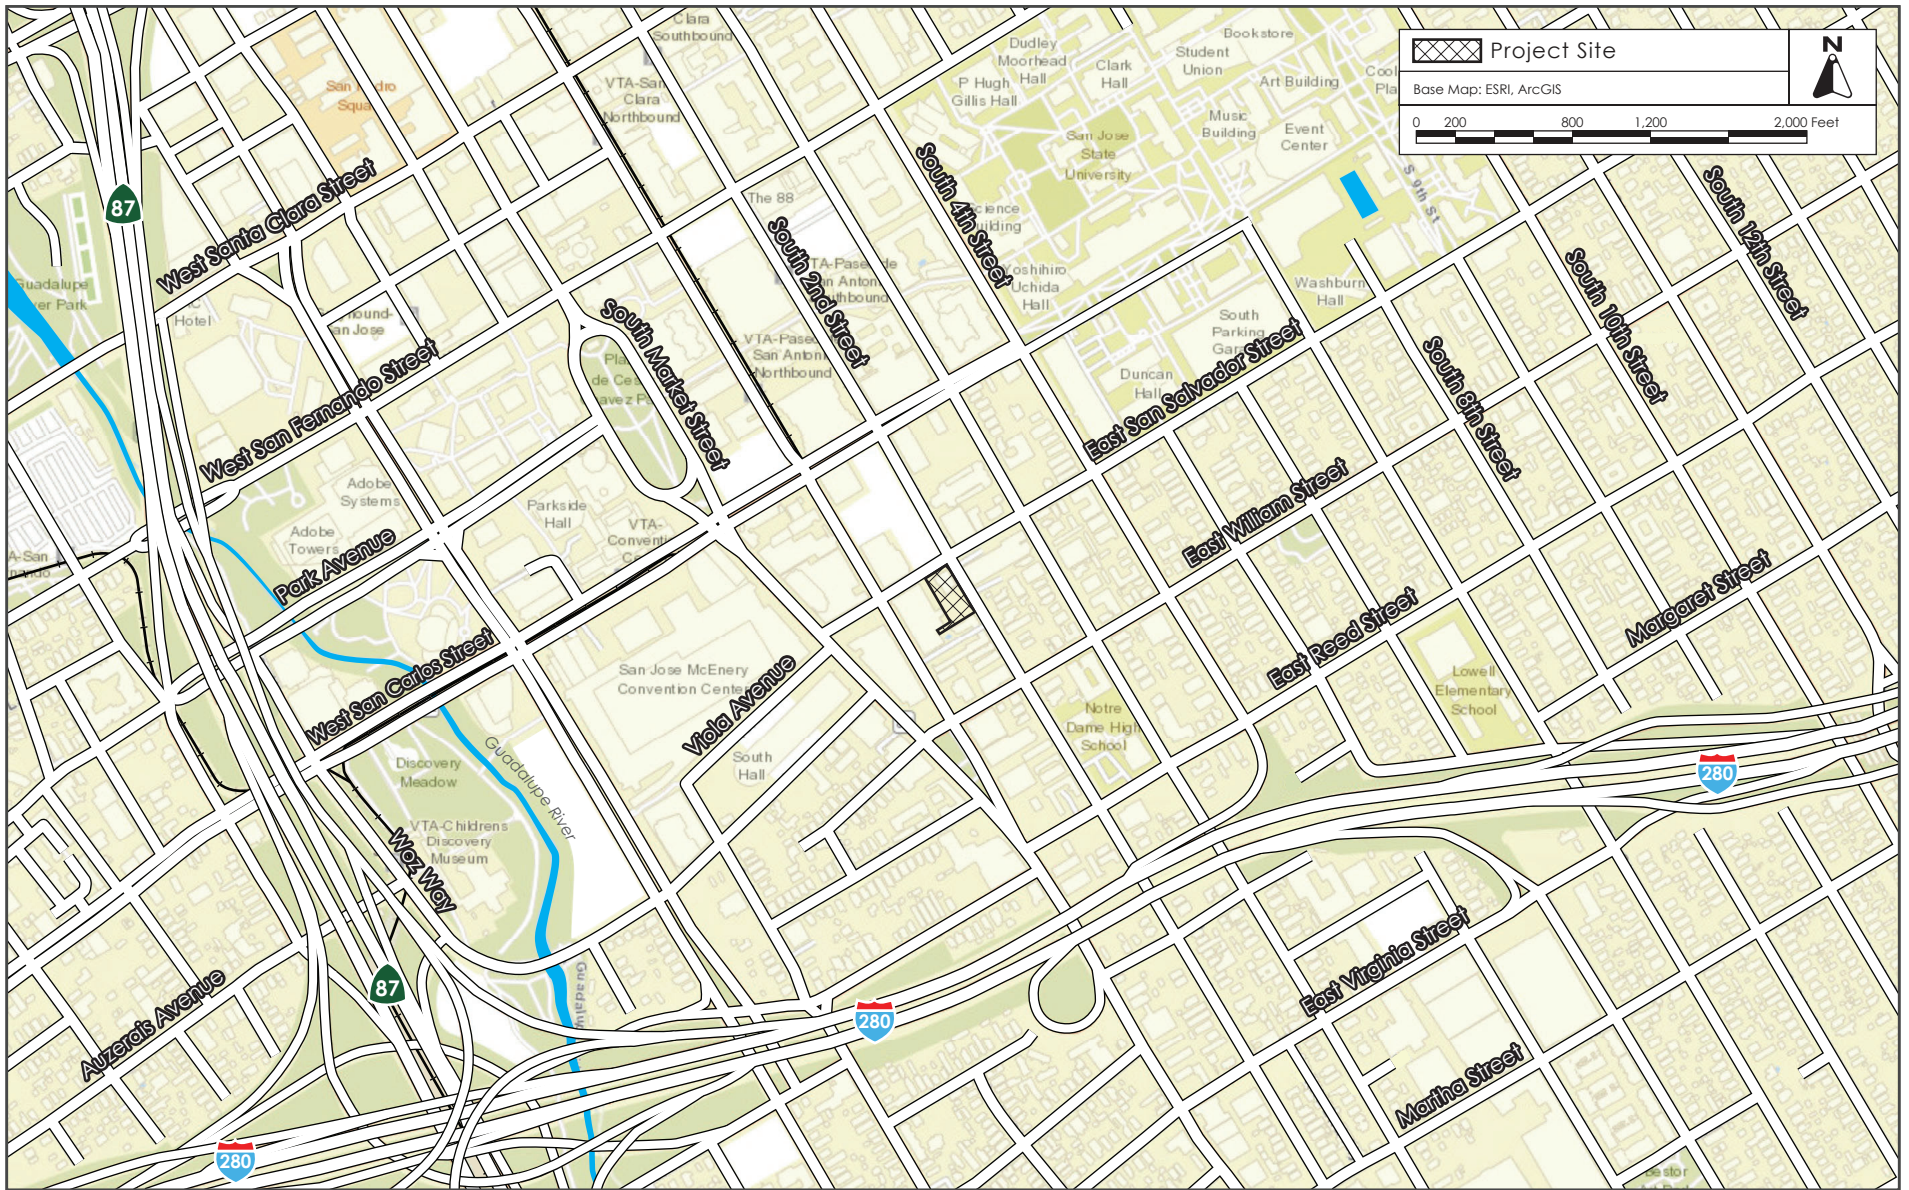 Project Site
N
Base Map: ESRI, ArcGIS
0 200 800 1,200 2,000 Feet
Clara
Southbound
VTA-San
Clara
Northbound
Dudley
Moorehead
Hall
Clark
Hall
Bookstore
Student
Union
P Hugh
Gillis Hall
Art Building
Music
Building
Event
Center
San Jose
State
University
S 9th St
87
West Santa Clara Street
The 88
South 4th Street
South 12th Street
South 2nd Street
South 10th Street
Yoshihiro
Uchida
Hall
Washburn
Hall
Guadalupe
Hotel
South Market Street
South
Parking
West San Fernando Street
VTA-Paseo
San Antonio
Northbound
Duncan
Hall
East San Salvador Street
South 8th Street
Adobe
Systems
Parkside
Hall
VTA-
East William Street
Adobe
Towers
Park Avenue
East Reed Street
Margaret Street
West San Carlos Street
San Jose McEnery
Convention Center
Viola Avenue
Lowell
Elementary
School
Notre
Dame High
School
South
Hall
Guadalupe River
Discovery
Meadow
280
VTA-Childrens
Discovery
Museum
Woz Way
East Virginia Street
87
Auzerais Avenue
280
Martha Street
280